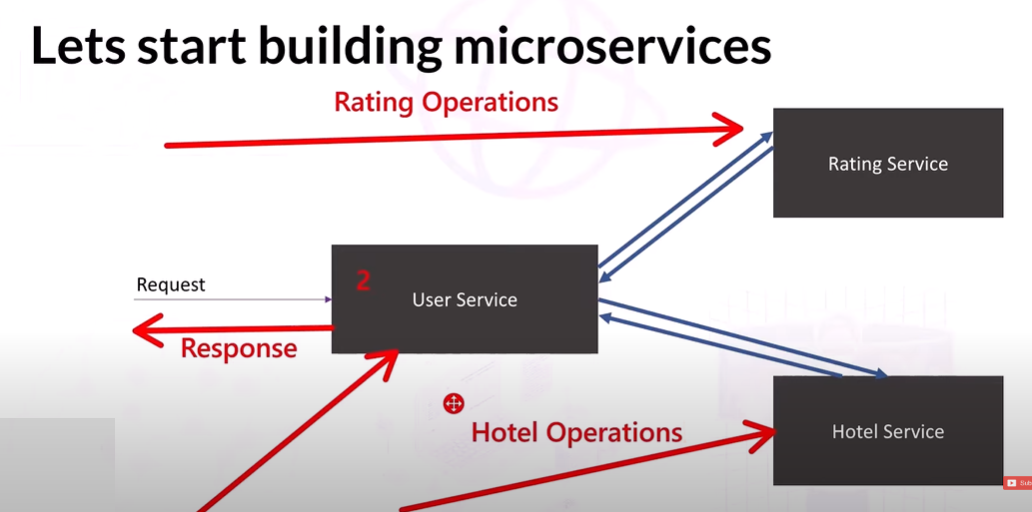 Lets start building microservices
Rating Operations
Rating Service
Request
2
User Service
Response
Hotel Operations
Hotel Service